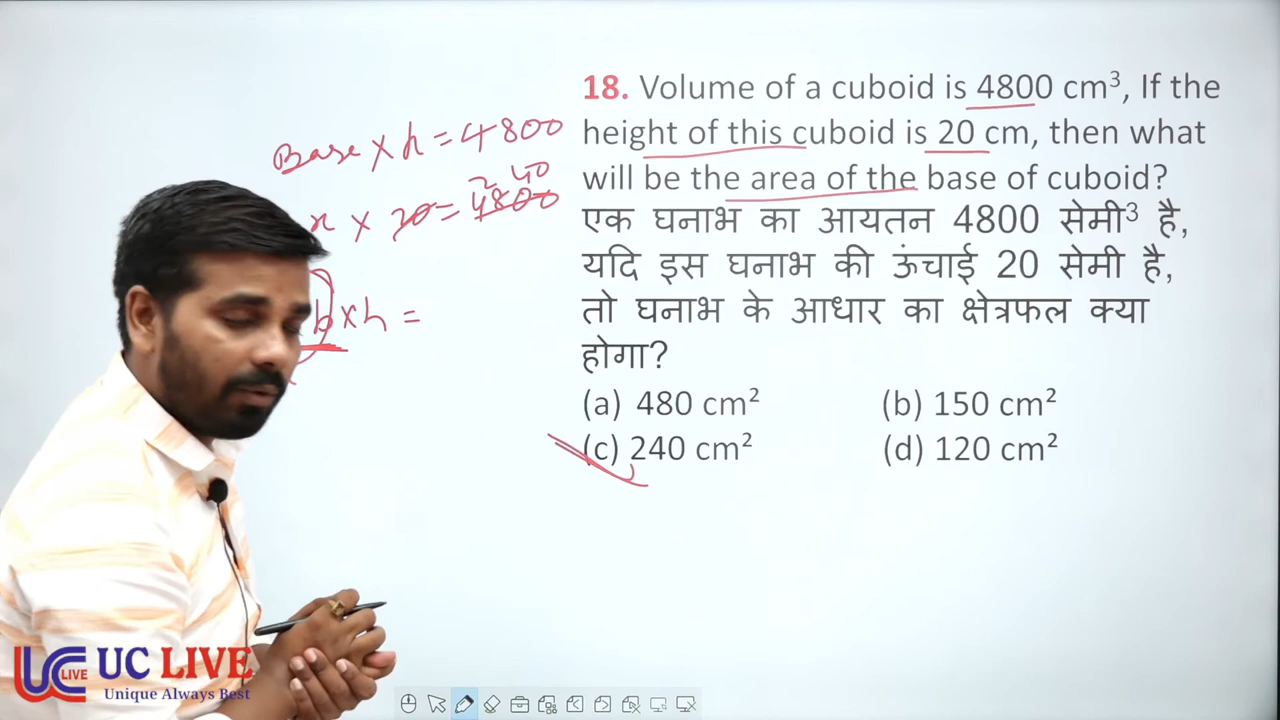 18. Volume of a cuboid is 4800 cm³, If the
height of this cuboid is 20 cm, then what
will be the area of the base of cuboid?
एक घनाभ का आयतन 4800 सेमी³ है,
यदि इस घनाभ की ऊंचाई 20 सेमी है,
तो घनाभ के आधार का क्षेत्रफल क्या
होगा?
(a) 480 cm² (b) 150 cm²
(c) 240 cm² (d) 120 cm²
Base × h = 4800
240
x × 20 = 4800
b × h =
UC LIVE UC LIVE
Unique Always Best